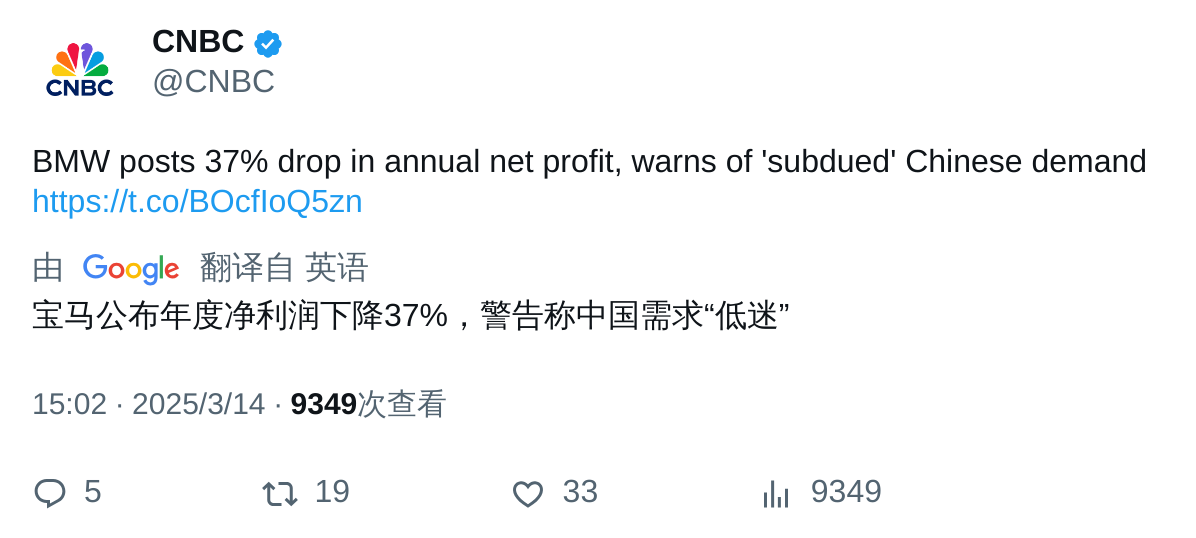 CNBC
CNBC
@CNBC
BMW posts 37% drop in annual net profit, warns of 'subdued' Chinese demand
https://t.co/BOcfIoQ5zn
由 Google 翻译自 英语
宝马公布年度净利润下降37%，警告称中国需求“低迷”
15:02 · 2025/3/14 · 9349次查看
5 19 33 9349